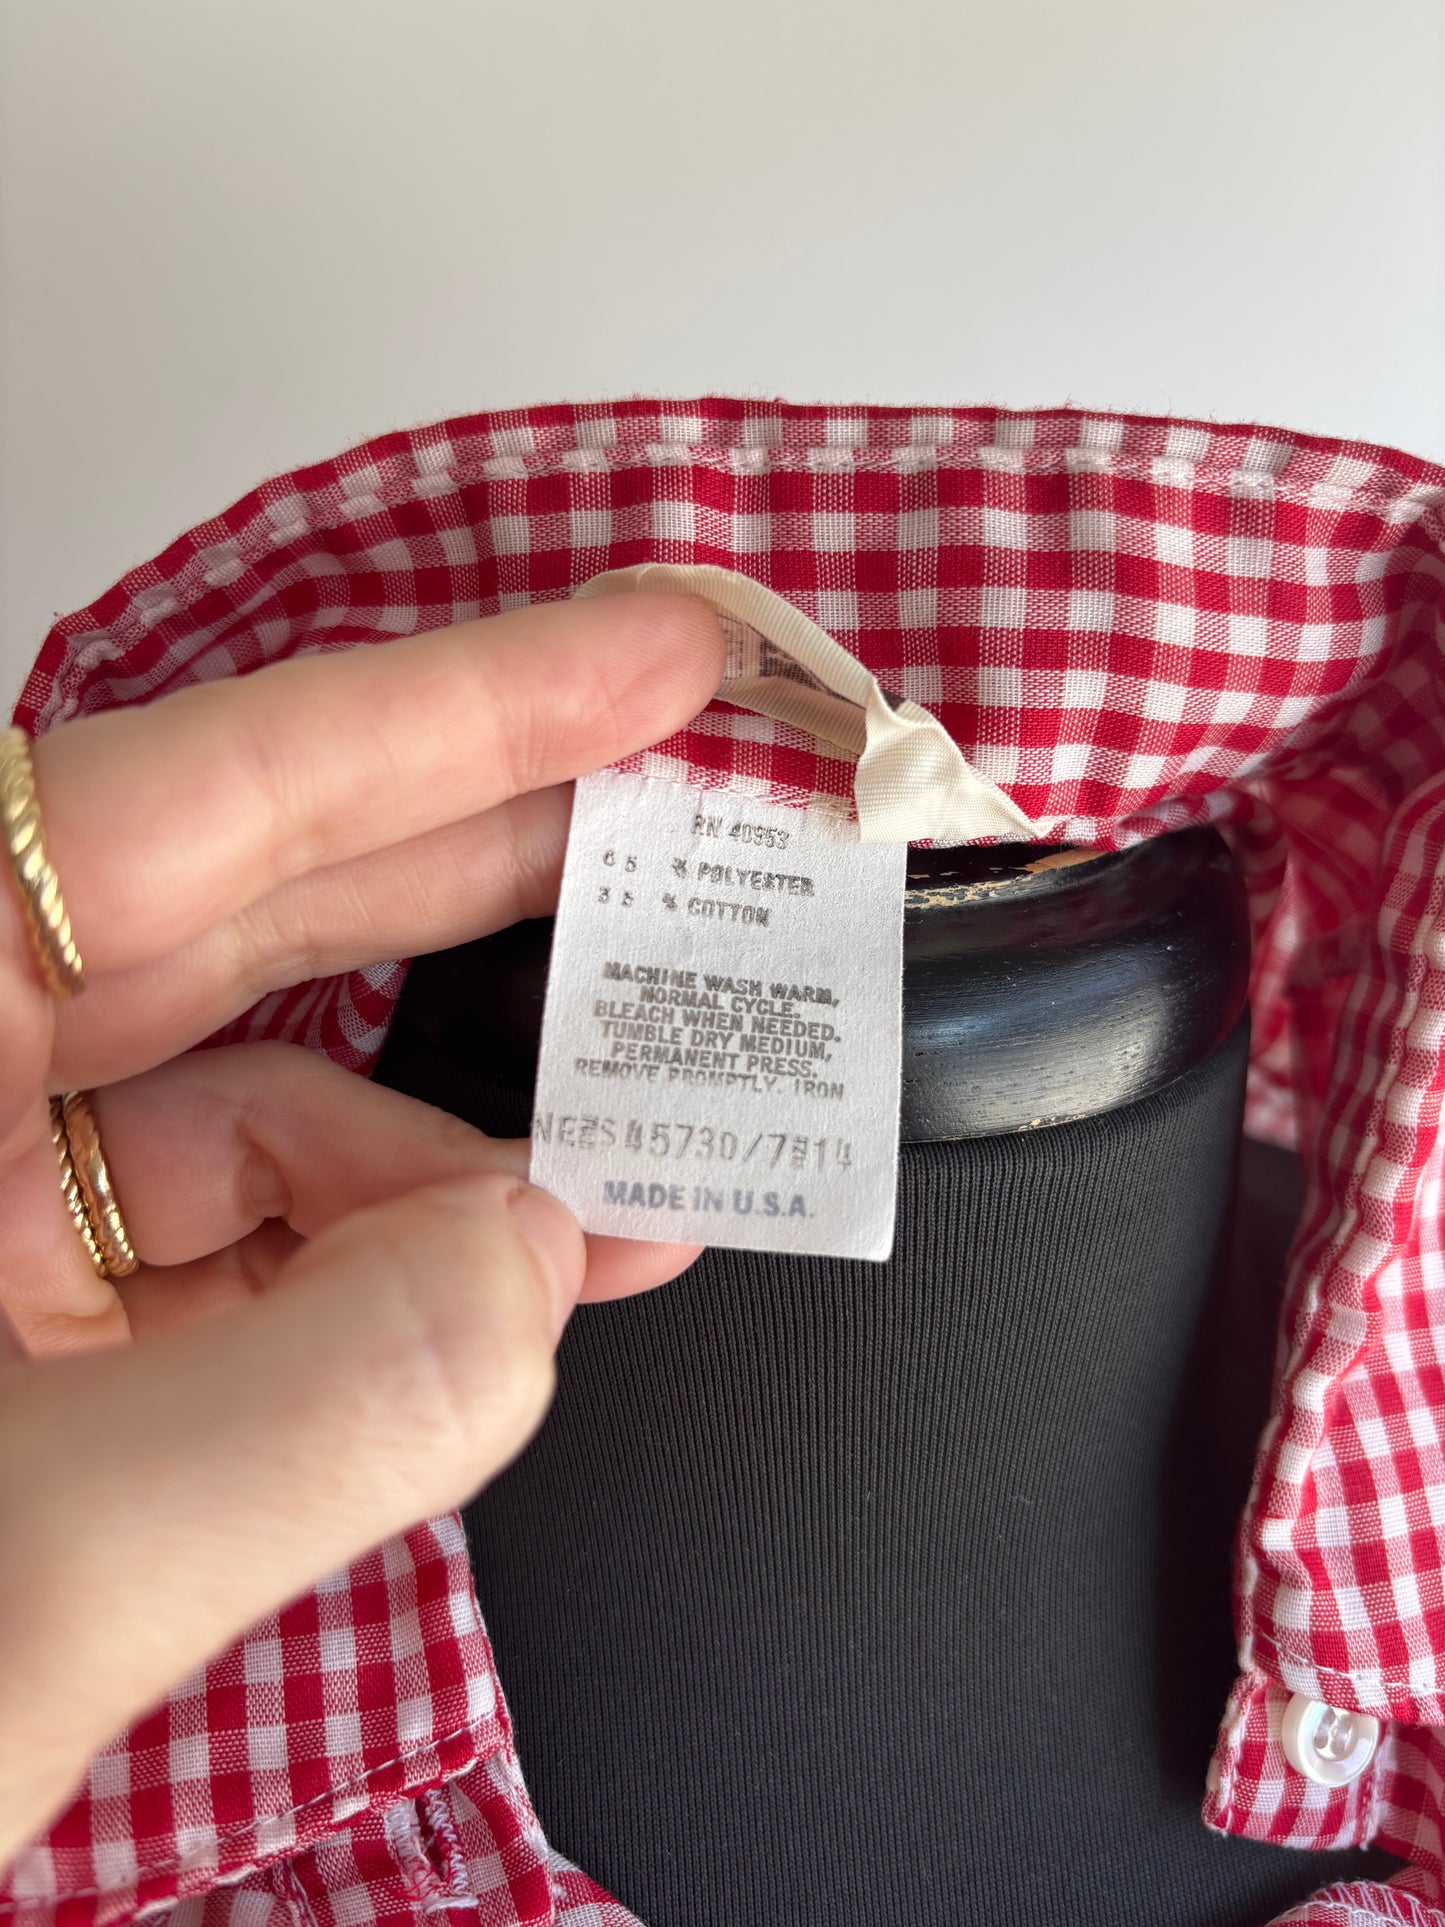 RN 40953
65 % POLYESTER
35 % COTTON
MACHINE WASH WARM,
NORMAL CYCLE.
BLEACH WHEN NEEDED.
TUMBLE DRY MEDIUM,
PERMANENT PRESS.
REMOVE PROMPTLY. IRON
45730/7 14
MADE IN U.S.A.